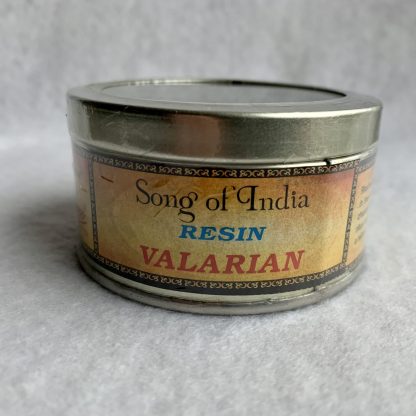 Song of India
RESIN
VALARIAN